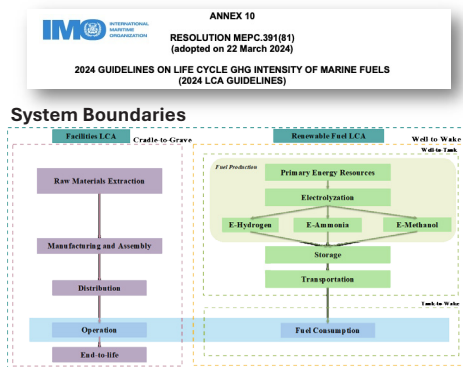 ANNEX 10
IMO
INTERNATIONAL
MARITIME
ORGANIZATION
RESOLUTION MEPC.391(81)
(adopted on 22 March 2024)
2024 GUIDELINES ON LIFE CYCLE GHG INTENSITY OF MARINE FUELS
(2024 LCA GUIDELINES)
System Boundaries
Facilities LCA
Cradle-to-Grave
Renewable Fuel LCA
Well to Wake
Well-to-Tank
Fuel Production
Primary Energy Resources
Raw Materials Extraction
Electrolyzation
E-Hydrogen
E-Ammonia
E-Methanol
Manufacturing and Assembly
Storage
Distribution
Transportation
Tank-to-Wake
Operation
Fuel Consumption
End-to-life